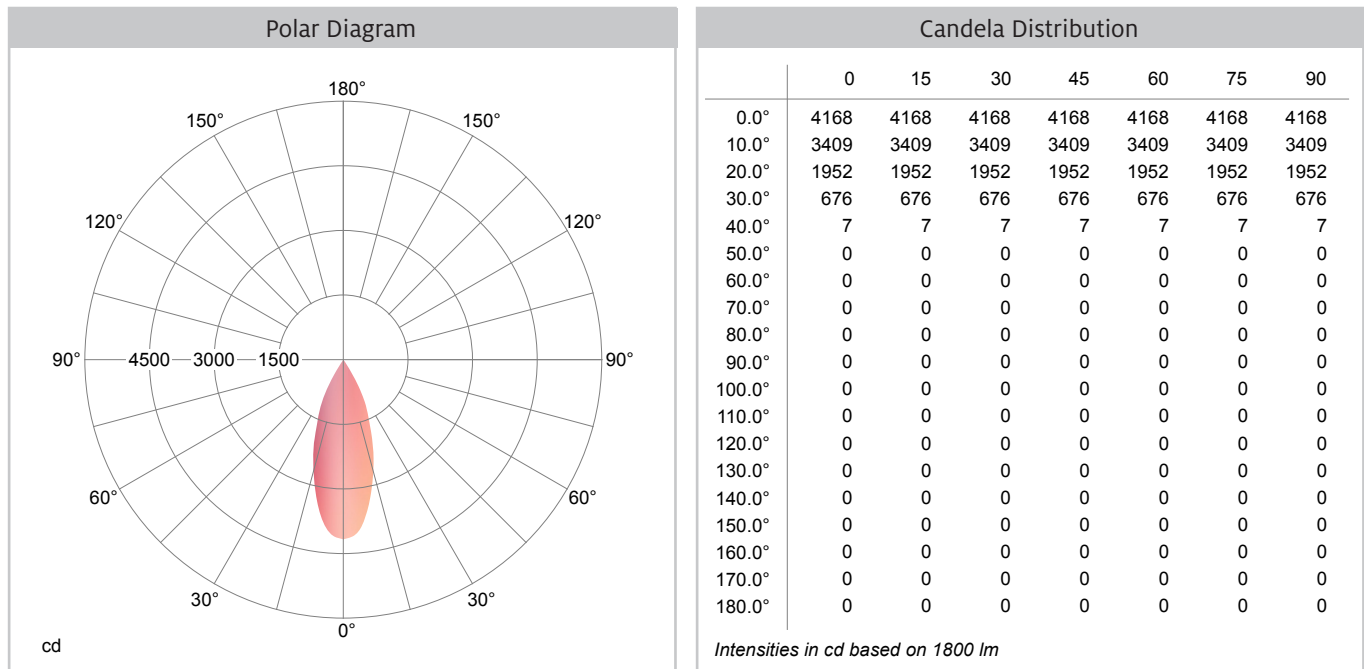 Polar Diagram
180°
150° 150°
120° 120°
90° 4500 3000 1500 90°
60° 60°
30° 30°
0°
cd
Candela Distribution
0 15 30 45 60 75 90
0.0° 4168 4168 4168 4168 4168 4168 4168
10.0° 3409 3409 3409 3409 3409 3409 3409
20.0° 1952 1952 1952 1952 1952 1952 1952
30.0° 676 676 676 676 676 676 676
40.0° 7 7 7 7 7 7 7
50.0° 0 0 0 0 0 0 0
60.0° 0 0 0 0 0 0 0
70.0° 0 0 0 0 0 0 0
80.0° 0 0 0 0 0 0 0
90.0° 0 0 0 0 0 0 0
100.0° 0 0 0 0 0 0 0
110.0° 0 0 0 0 0 0 0
120.0° 0 0 0 0 0 0 0
130.0° 0 0 0 0 0 0 0
140.0° 0 0 0 0 0 0 0
150.0° 0 0 0 0 0 0 0
160.0° 0 0 0 0 0 0 0
170.0° 0 0 0 0 0 0 0
180.0° 0 0 0 0 0 0 0
Intensities in cd based on 1800 lm